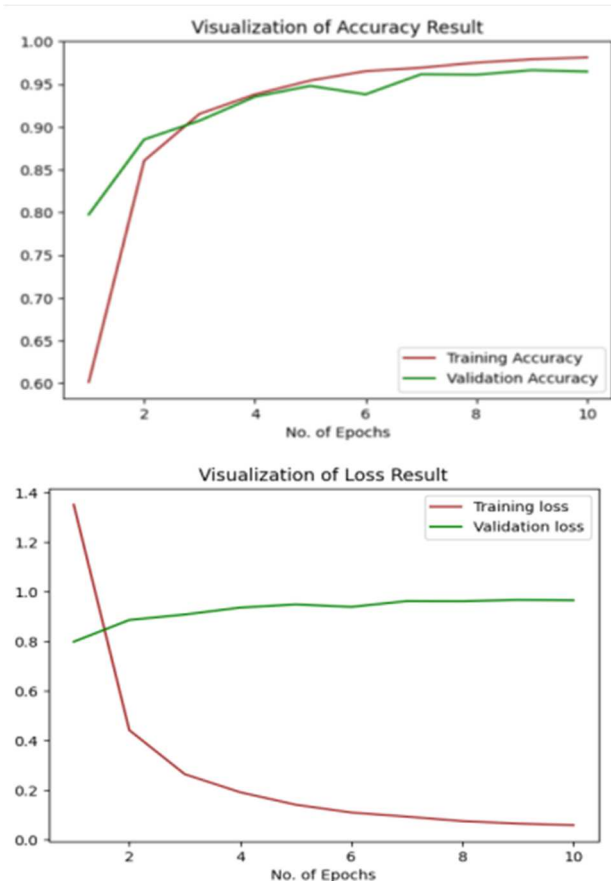 Visualization of Accuracy Result
1.00
0.95
0.90
0.85
0.80
0.75
0.70
0.65
0.60
Training Accuracy
Validation Accuracy
2 4 6 8 10
No. of Epochs
Visualization of Loss Result
1.4
Training loss
Validation loss
1.2
1.0
0.8
0.6
0.4
0.2
0.0
2 4 6 8 10
No. of Epochs